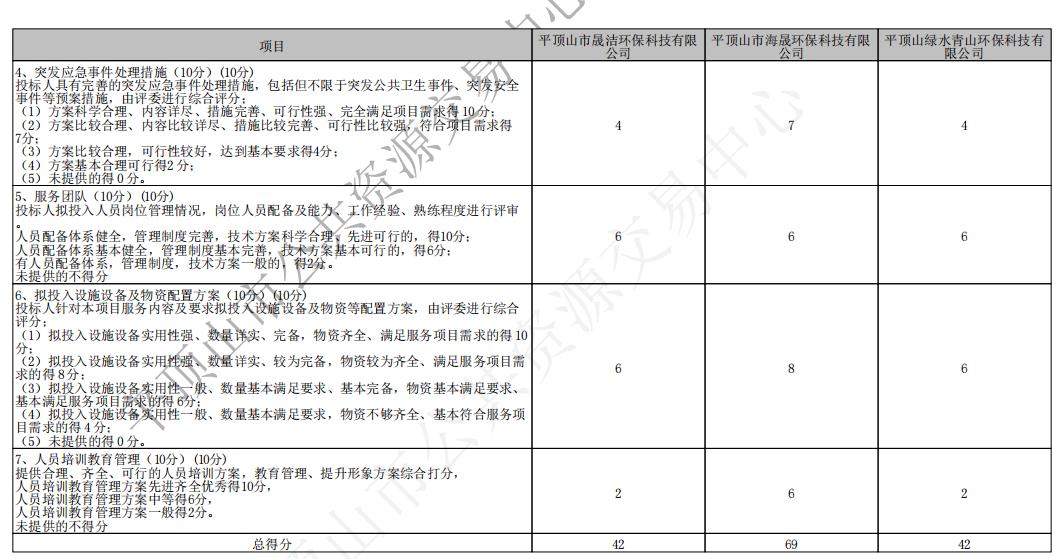 项目
平顶山市晟洁环保科技有限
公司
平顶山市海晟环保科技有限
公司
平顶山绿水青山环保科技有
限公司
4、突发应急事件处理措施（10分）(10分)
投标人具有完善的突发应急事件处理措施，包括但不限于突发公共卫生事件、突发安全
事件等预案措施，由评委进行综合评分；
（1）方案科学合理、内容详尽、措施完善、可行性强、完全满足项目需求得 10 分；
（2）方案比较合理、内容比较详尽、措施比较完善、可行性比较强，符合项目需求得
7分；
（3）方案比较合理，可行性较好，达到基本要求得4分；
（4）方案基本合理可行得2 分；
（5）未提供的得 0 分。
4
7
4
5、服务团队（10分）(10分)
投标人拟投入人员岗位管理情况，岗位人员配备及能力、工作经验、熟练程度进行评审
。
人员配备体系健全，管理制度完善，技术方案科学合理，先进可行的，得10分；
人员配备体系基本健全，管理制度基本完善，技术方案基本可行的，得6分；
有人员配备体系，管理制度，技术方案一般的，得2分。
未提供的不得分
6
6
6
6、拟投入设施设备及物资配置方案（10分）(10分)
投标人针对本项目服务内容及要求拟投入设施设备及物资等配置方案，由评委进行综合
评分；
（1）拟投入设施设备实用性强、数量详实、完备，物资齐全、满足服务项目需求的得 10
分；
（2）拟投入设施设备实用性强、数量详实、较为完备，物资较为齐全、满足服务项目需
求的得 8 分；
（3）拟投入设施设备实用性一般、数量基本满足要求、基本完备，物资基本满足要求、
基本满足服务项目需求的得 6分；
（4）拟投入设施设备实用性一般、数量基本满足要求，物资不够齐全、基本符合服务项
目需求的得 4 分；
（5）未提供的得 0 分。
6
8
6
7、人员培训教育管理（10分）(10分)
提供合理、齐全、可行的人员培训方案，教育管理、提升形象方案综合打分，
人员培训教育管理方案先进齐全优秀得10分，
人员培训教育管理方案中等得6分，
人员培训教育管理方案一般得2分。
未提供的不得分
2
6
2
总得分
42
69
42
平顶山市公共资源交易中心
顶山市公共资源交易中心